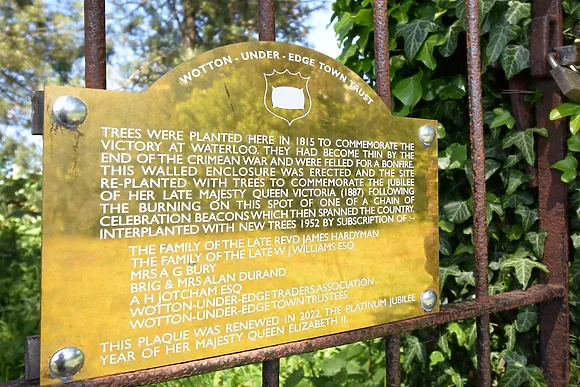 WOTTON-UNDER-EDGE TOWN TRUST
TREES WERE PLANTED HERE IN 1815 TO COMMEMORATE THE
VICTORY AT WATERLOO. THEY HAD BECOME THIN BY THE
END OF THE CRIMEAN WAR AND WERE FELLED FOR A BONFIRE.
THIS WALLED ENCLOSURE WAS ERECTED AND THE SITE
RE-PLANTED WITH TREES TO COMMEMORATE THE JUBILEE
OF HER LATE MAJESTY QUEEN VICTORIA (1887) FOLLOWING
THE BURNING ON THIS SPOT OF ONE OF A CHAIN OF
CELEBRATION BEACONS WHICH THEN SPANNED THE COUNTRY.
INTERPLANTED WITH NEW TREES 1952 BY SUBSCRIPTION OF :-
THE FAMILY OF THE LATE REVD JAMES HARDYMAN
THE FAMILY OF THE LATE W J WILLIAMS ESQ
MRS A G BURY
BRIG & MRS ALAN DURAND
A H JOTCHAM ESQ
WOTTON-UNDER-EDGE TRADERS ASSOCIATION
WOTTON-UNDER-EDGE TOWN TRUSTEES
THIS PLAQUE WAS RENEWED IN 2022 THE PLATINUM JUBILEE
YEAR OF HER MAJESTY QUEEN ELIZABETH II.